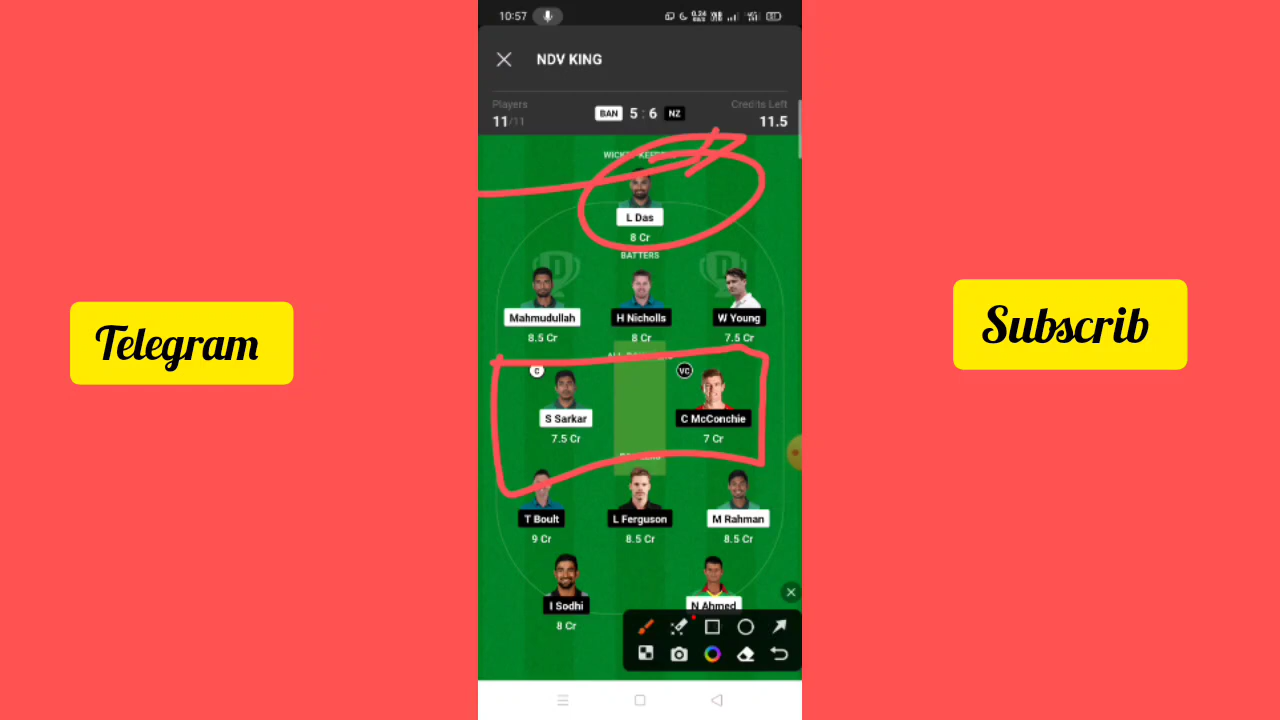 10:57
NDV KING
Players
Credits Left
11/11
BAN 5 : 6 NZ
11.5
L Das
8 Cr
BATTERS
Mahmudullah
H Nicholls
W Young
8.5 Cr
8 Cr
7.5 Cr
C
VC
S Sarkar
C McConchie
7.5 Cr
7 Cr
T Boult
L Ferguson
M Rahman
9 Cr
8.5 Cr
8.5 Cr
I Sodhi
N Ahmed
8 Cr
Telegram
Subscrib